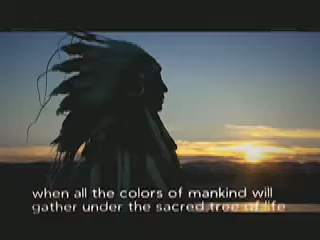 when all the colors of mankind will
gather under the sacred tree of life